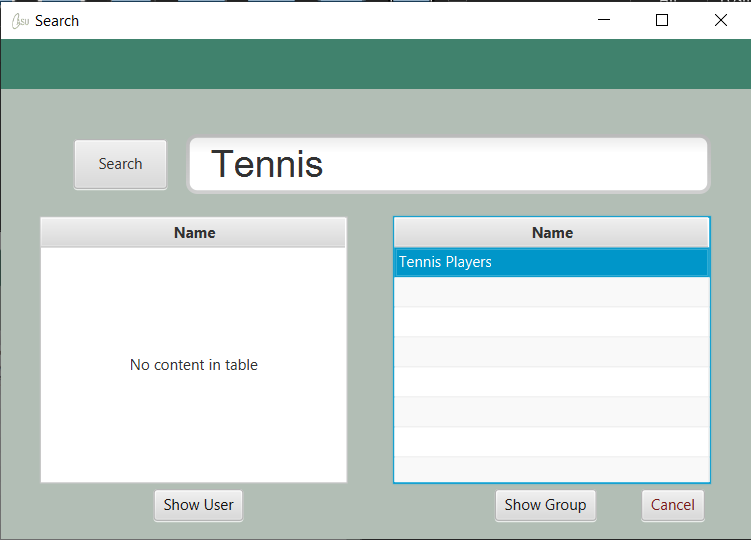 Search
Search
Tennis
Name
No content in table
Show User
Name
Tennis Players
Show Group
Cancel